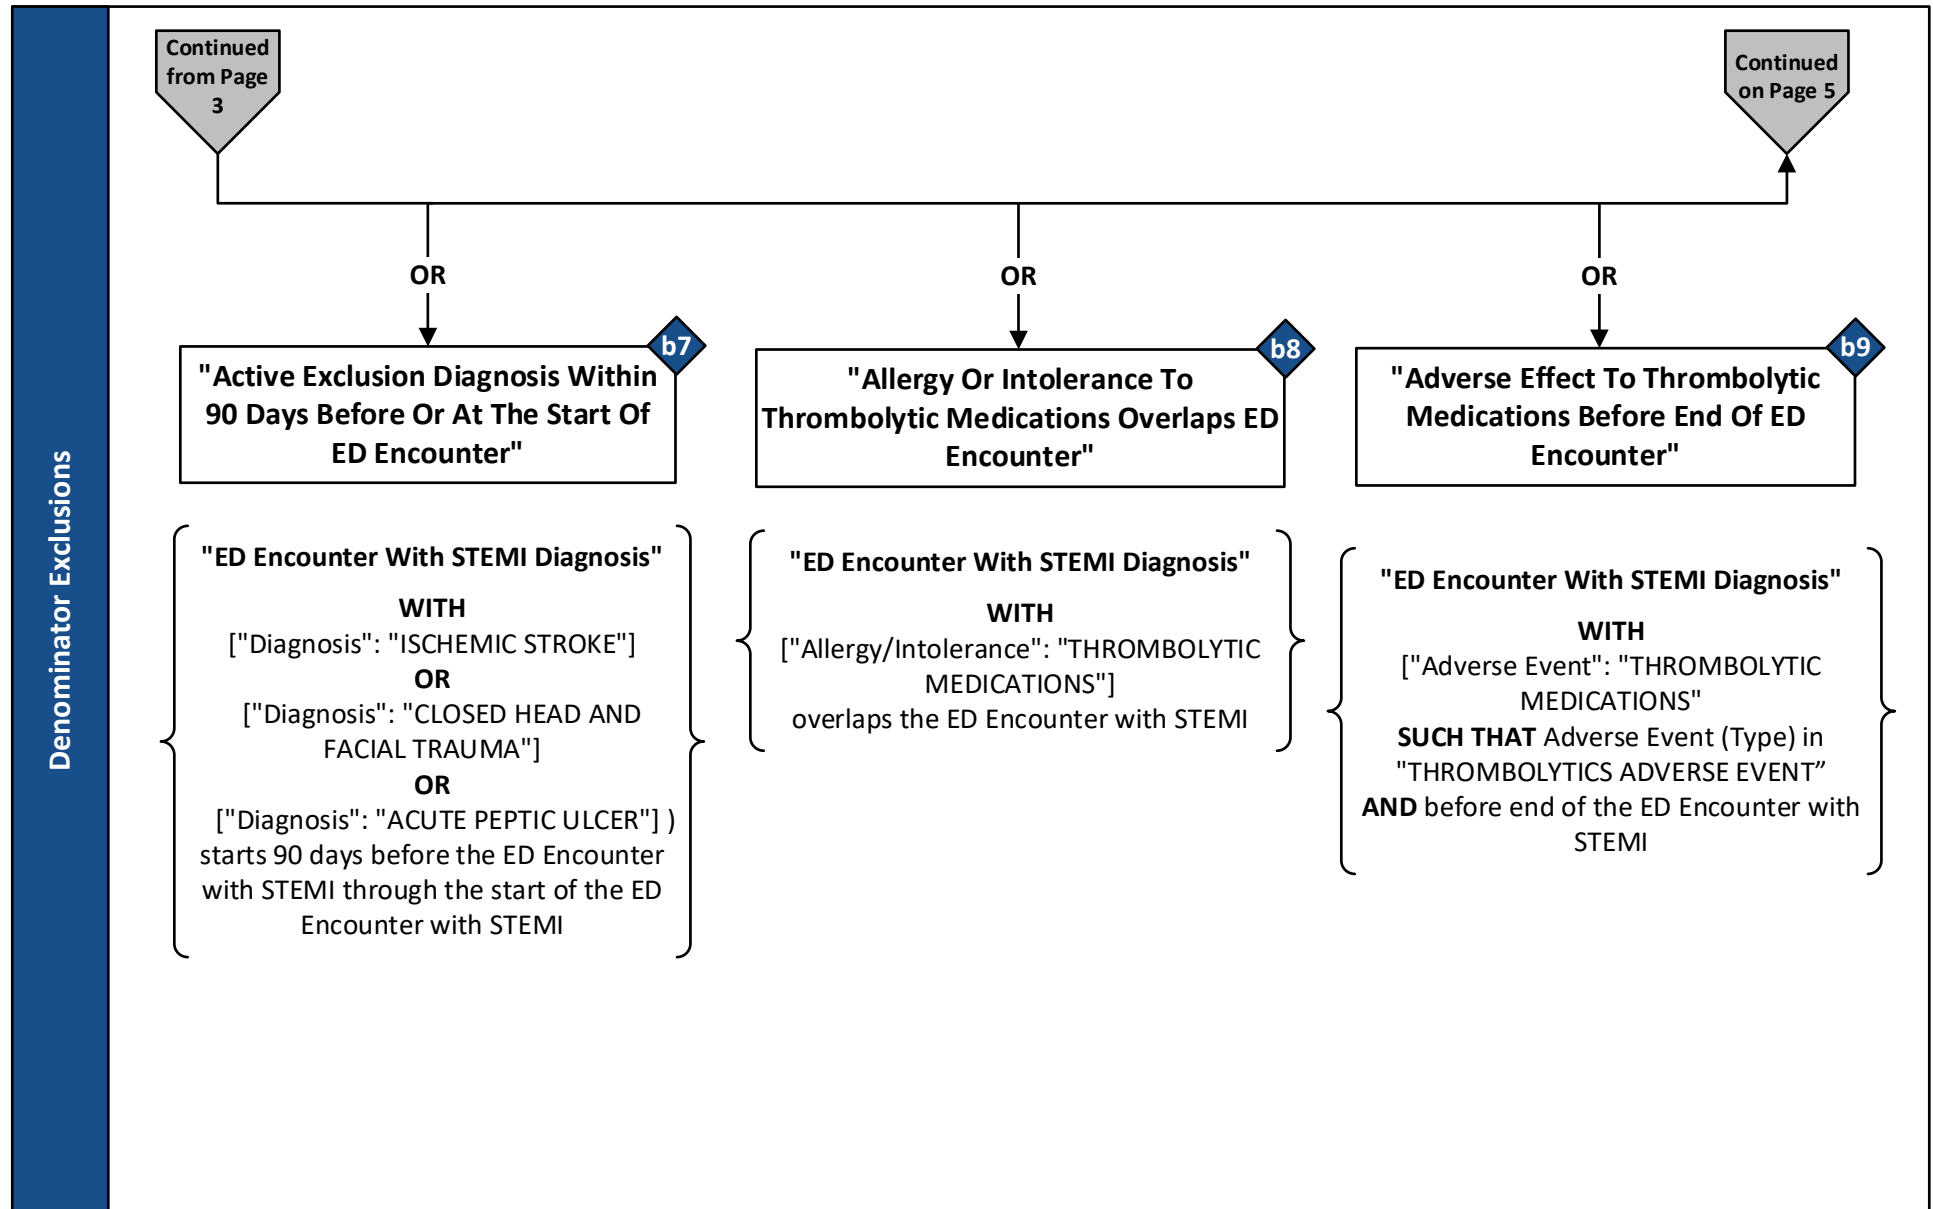 Denominator Exclusions
Continued
from Page
3
Continued
on Page 5
OR
OR
OR
b7
"Active Exclusion Diagnosis Within
90 Days Before Or At The Start Of
ED Encounter"
b8
"Allergy Or Intolerance To
Thrombolytic Medications Overlaps ED
Encounter"
b9
"Adverse Effect To Thrombolytic
Medications Before End Of ED
Encounter"
"ED Encounter With STEMI Diagnosis"
WITH
["Diagnosis": "ISCHEMIC STROKE"]
OR
["Diagnosis": "CLOSED HEAD AND
FACIAL TRAUMA"]
OR
["Diagnosis": "ACUTE PEPTIC ULCER"] )
starts 90 days before the ED Encounter
with STEMI through the start of the ED
Encounter with STEMI
"ED Encounter With STEMI Diagnosis"
WITH
["Allergy/Intolerance": "THROMBOLYTIC
MEDICATIONS"]
overlaps the ED Encounter with STEMI
"ED Encounter With STEMI Diagnosis"
WITH
["Adverse Event": "THROMBOLYTIC
MEDICATIONS"
SUCH THAT Adverse Event (Type) in
"THROMBOLYTICS ADVERSE EVENT”
AND before end of the ED Encounter with
STEMI